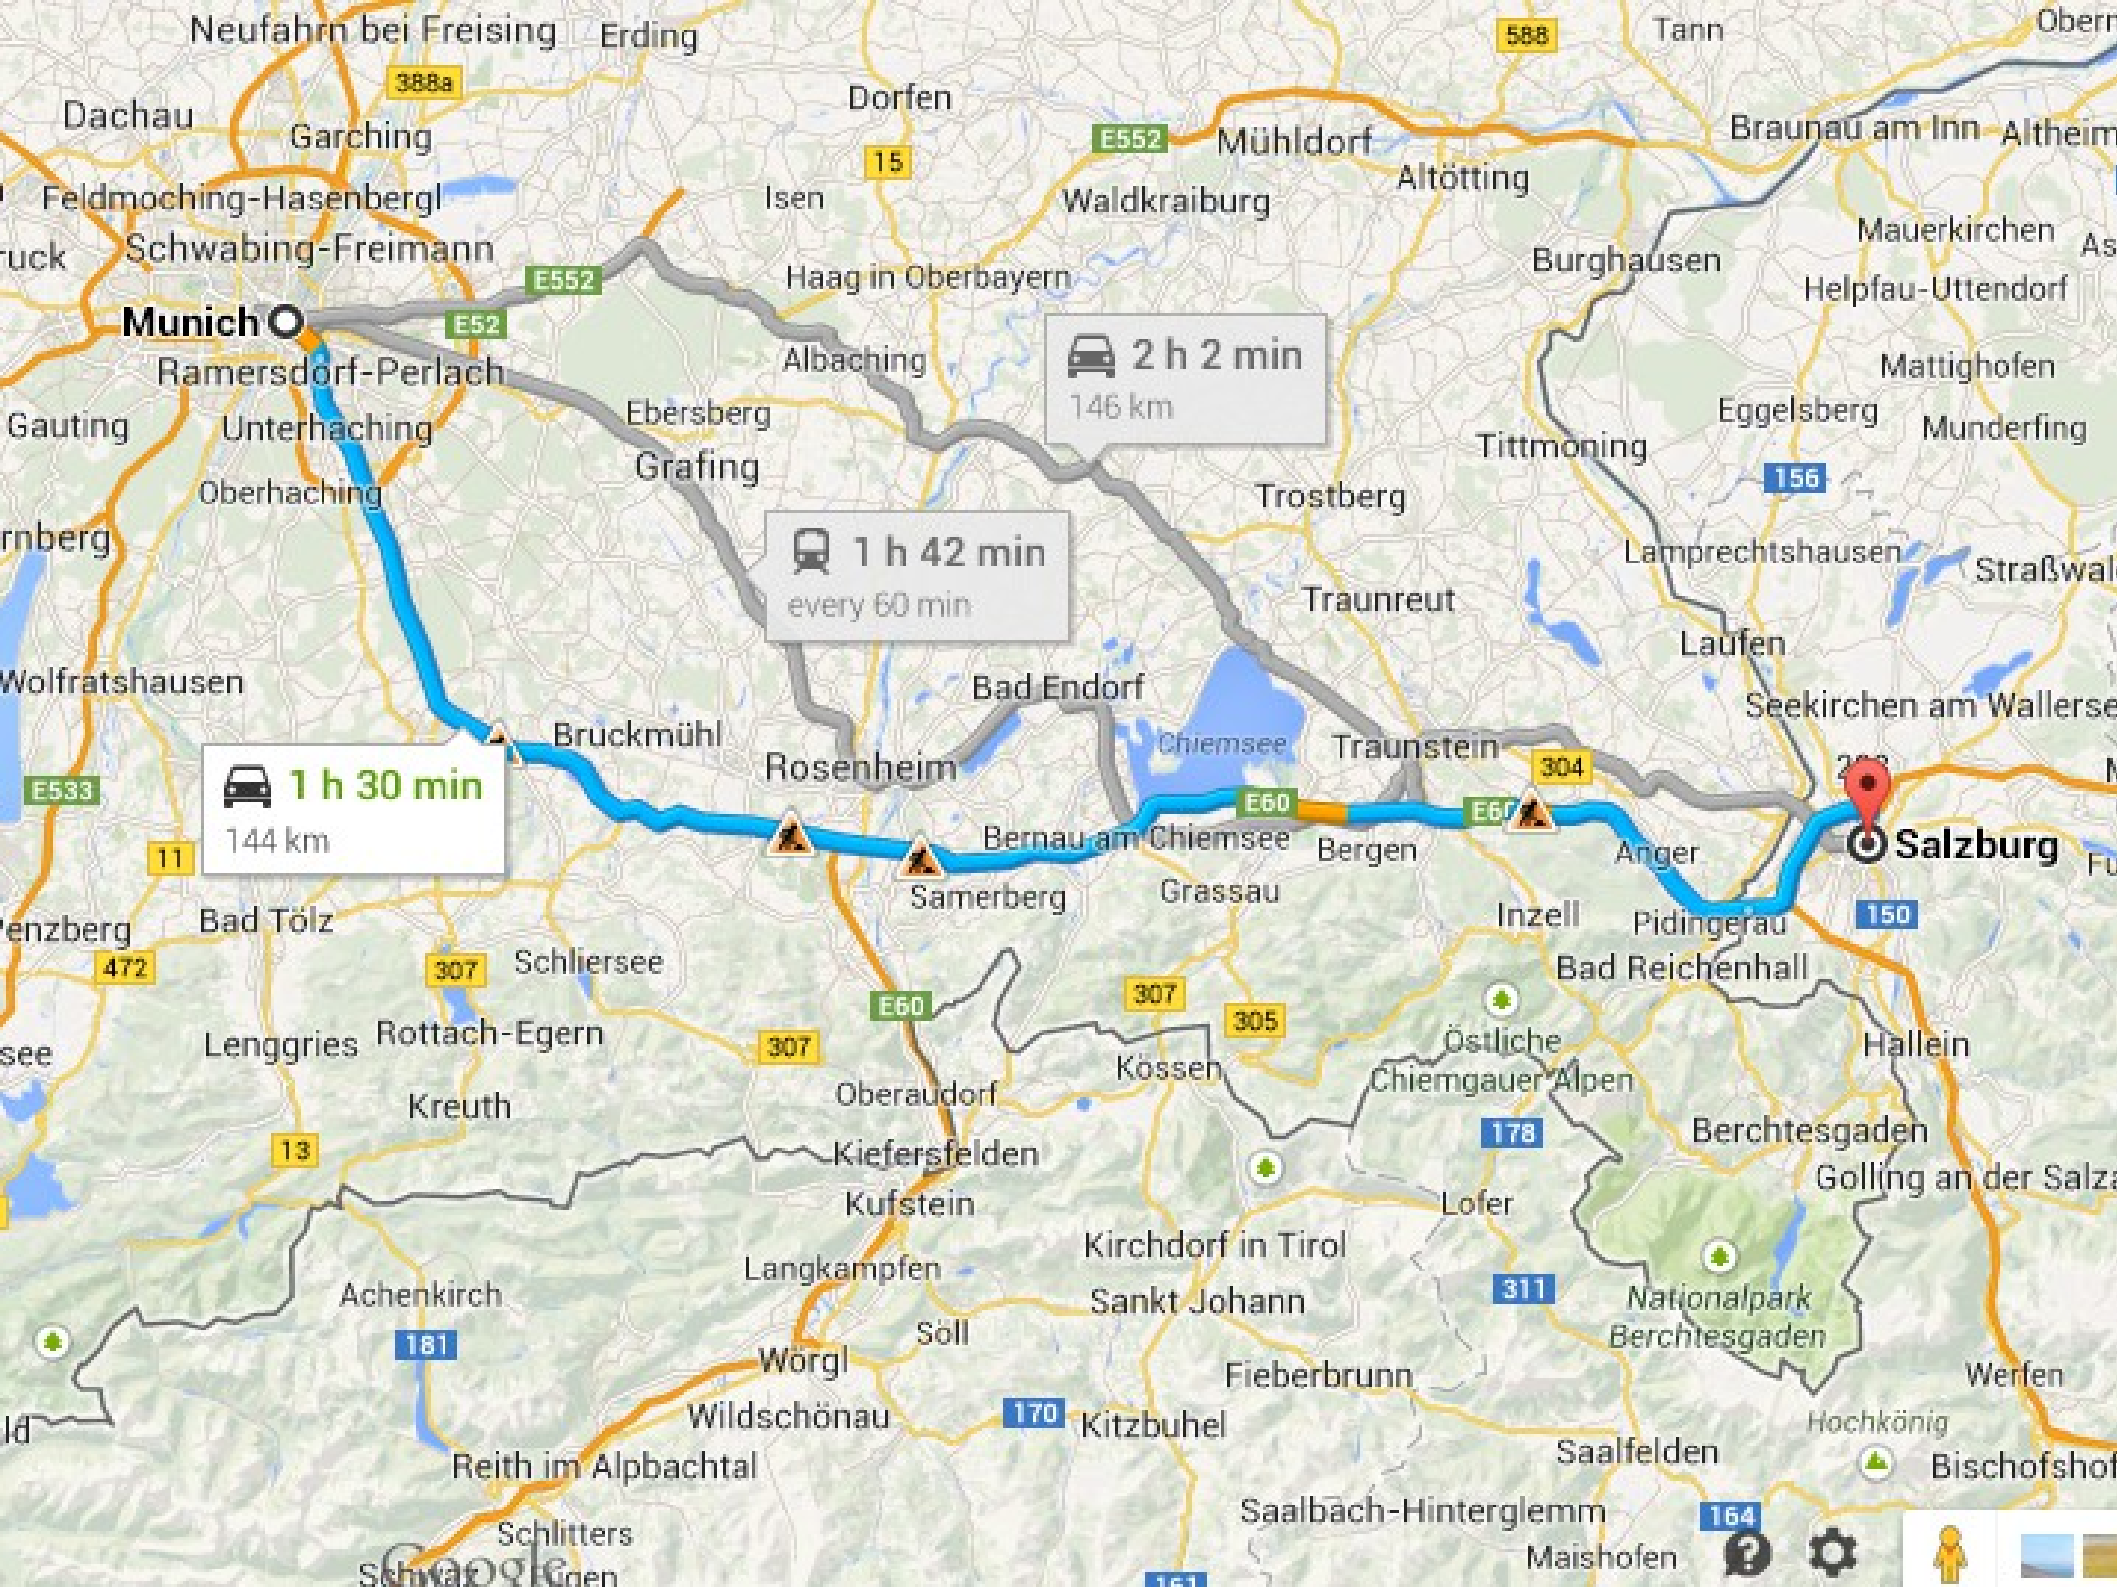 Neufahrn bei Freising
Erding
588
Tann
388a
Dorfen
Dachau
Garching
E552
Mühldorf
Braunau am Inn
Altheim
15
Altötting
Feldmoching-Hasenbergl
Isen
Waldkraiburg
Schwabing-Freimann
Mauerkirchen
Burghausen
E552
Haag in Oberbayern
Helpfau-Uttendorf
Munich
E52
2 h 2 min
146 km
Albaching
Mattighofen
Ramersdorf-Perlach
Gauting
Unterhaching
Ebersberg
Eggelsberg
Munderfing
Tittmoning
Grafing
156
Oberhaching
Trostberg
rnberg
1 h 42 min
every 60 min
Lamprechtshausen
Straßwal
Traunreut
Laufen
Wolfratshausen
Bad Endorf
Seekirchen am Wallerse
Bruckmühl
Chiemsee
Traunstein
Rosenheim
304
E533
1 h 30 min
144 km
E60
E60
Bernau am Chiemsee
Bergen
Anger
Salzburg
11
Samerberg
Grassau
Inzell
Pidingerau
150
Bad Tölz
enzberg
472
307
Schliersee
Bad Reichenhall
E60
307
305
Rottach-Egern
Lenggries
307
Östliche
Chiemgauer Alpen
Hallein
see
Kössen
Oberaudorf
Kreuth
178
Berchtesgaden
13
Kiefersfelden
Golling an der Salza
Kufstein
Lofer
Kirchdorf in Tirol
Langkampfen
Achenkirch
Sankt Johann
311
Nationalpark
Berchtesgaden
181
Söll
Wörgl
Fieberbrunn
Werfen
Wildschönau
170
Kitzbuhel
Hochkönig
Saalfelden
Reith im Alpbachtal
Bischofshof
Saalbach-Hinterglemm
164
Schlitters
Maishofen
Google
161